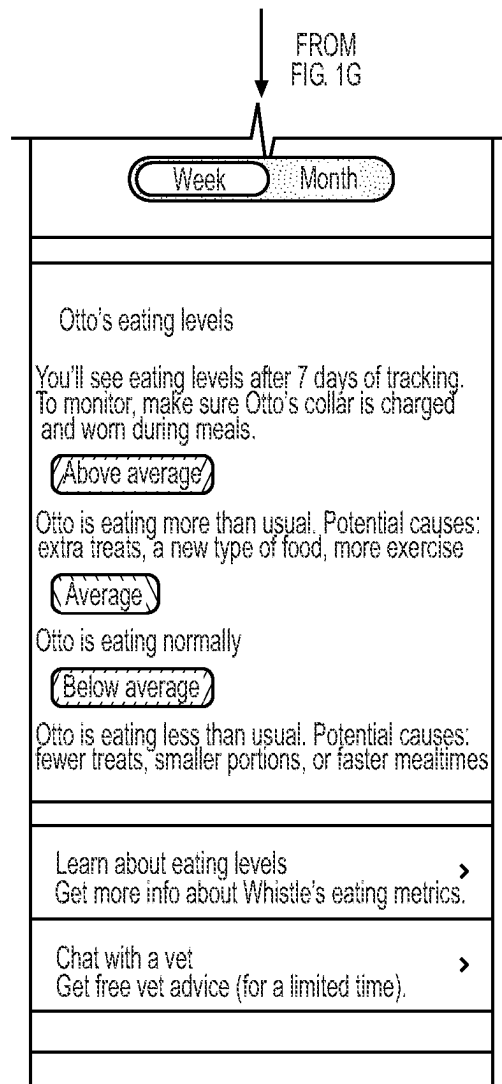 FROM
FIG. 1G
Week Month
Otto's eating levels
You'll see eating levels after 7 days of tracking.
To monitor, make sure Otto's collar is charged
and worn during meals.
Above average
Otto is eating more than usual. Potential causes:
extra treats, a new type of food, more exercise
Average
Otto is eating normally
Below average
Otto is eating less than usual. Potential causes:
fewer treats, smaller portions, or faster mealtimes
Learn about eating levels >
Get more info about Whistle's eating metrics.
Chat with a vet >
Get free vet advice (for a limited time).